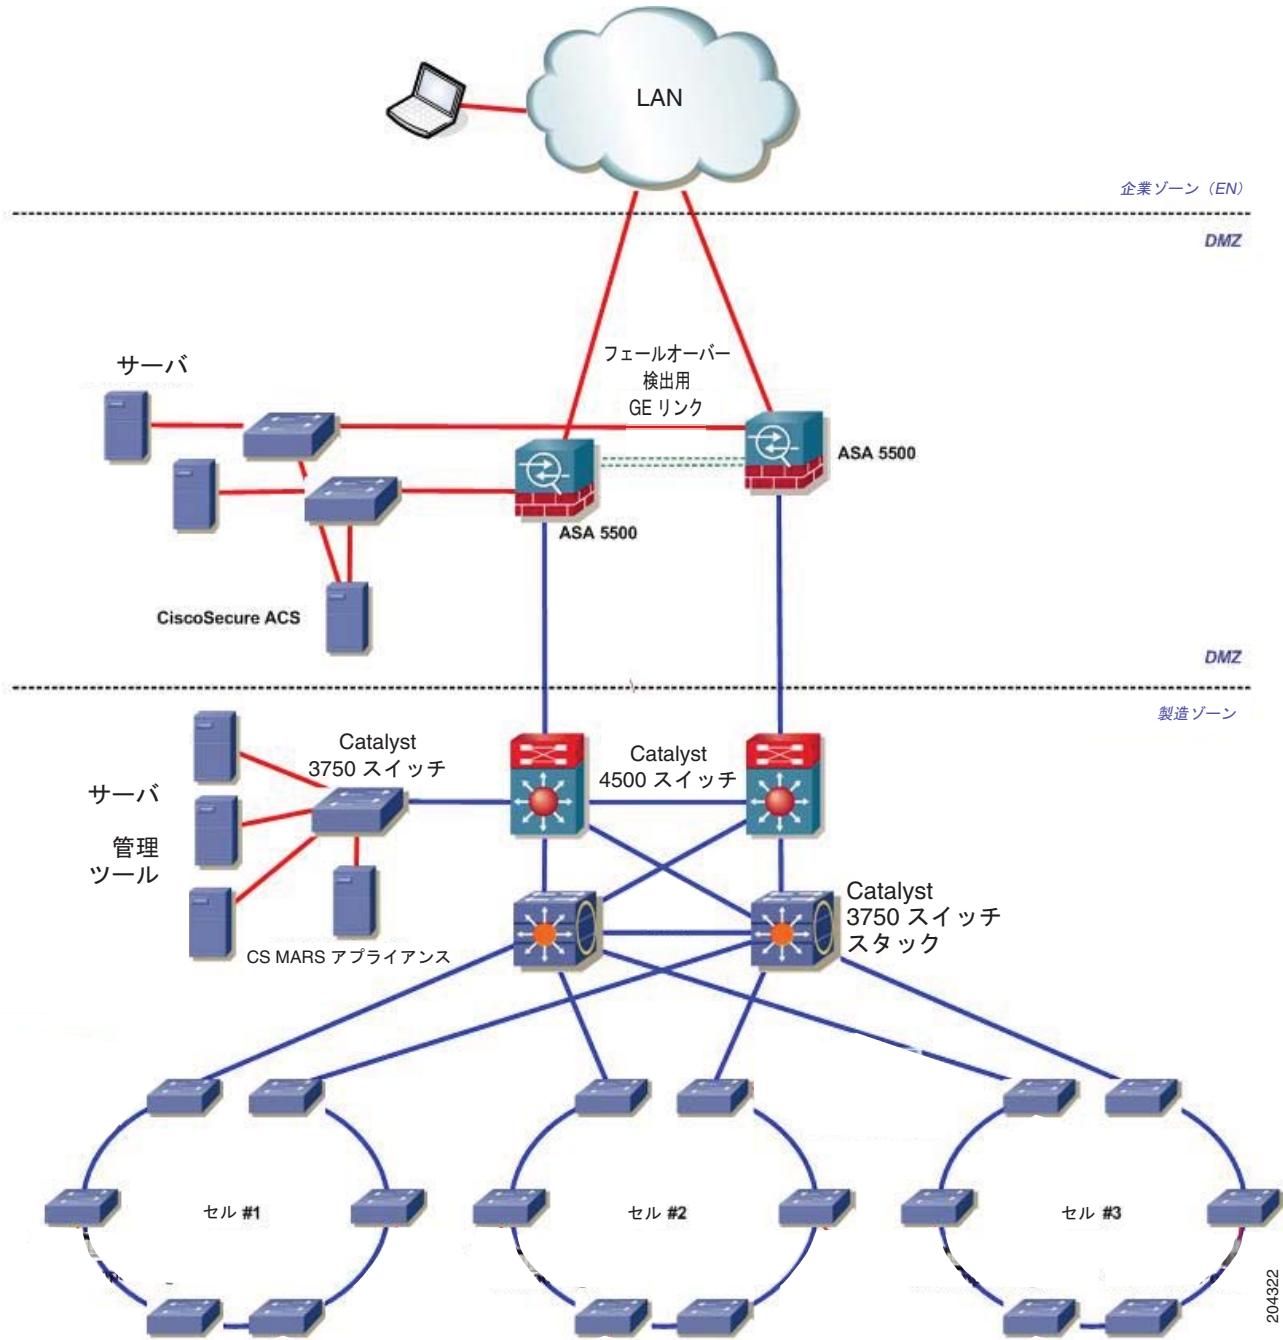 LAN
企業ゾーン（EN）
DMZ
フェールオーバー
検出用
GE リンク
サーバ
ASA 5500
ASA 5500
CiscoSecure ACS
DMZ
製造ゾーン
Catalyst
3750 スイッチ
Catalyst
4500 スイッチ
サーバ
管理
ツール
Catalyst
3750 スイッチ
スタック
CS MARS アプライアンス
セル #1
セル #2
セル #3
204322